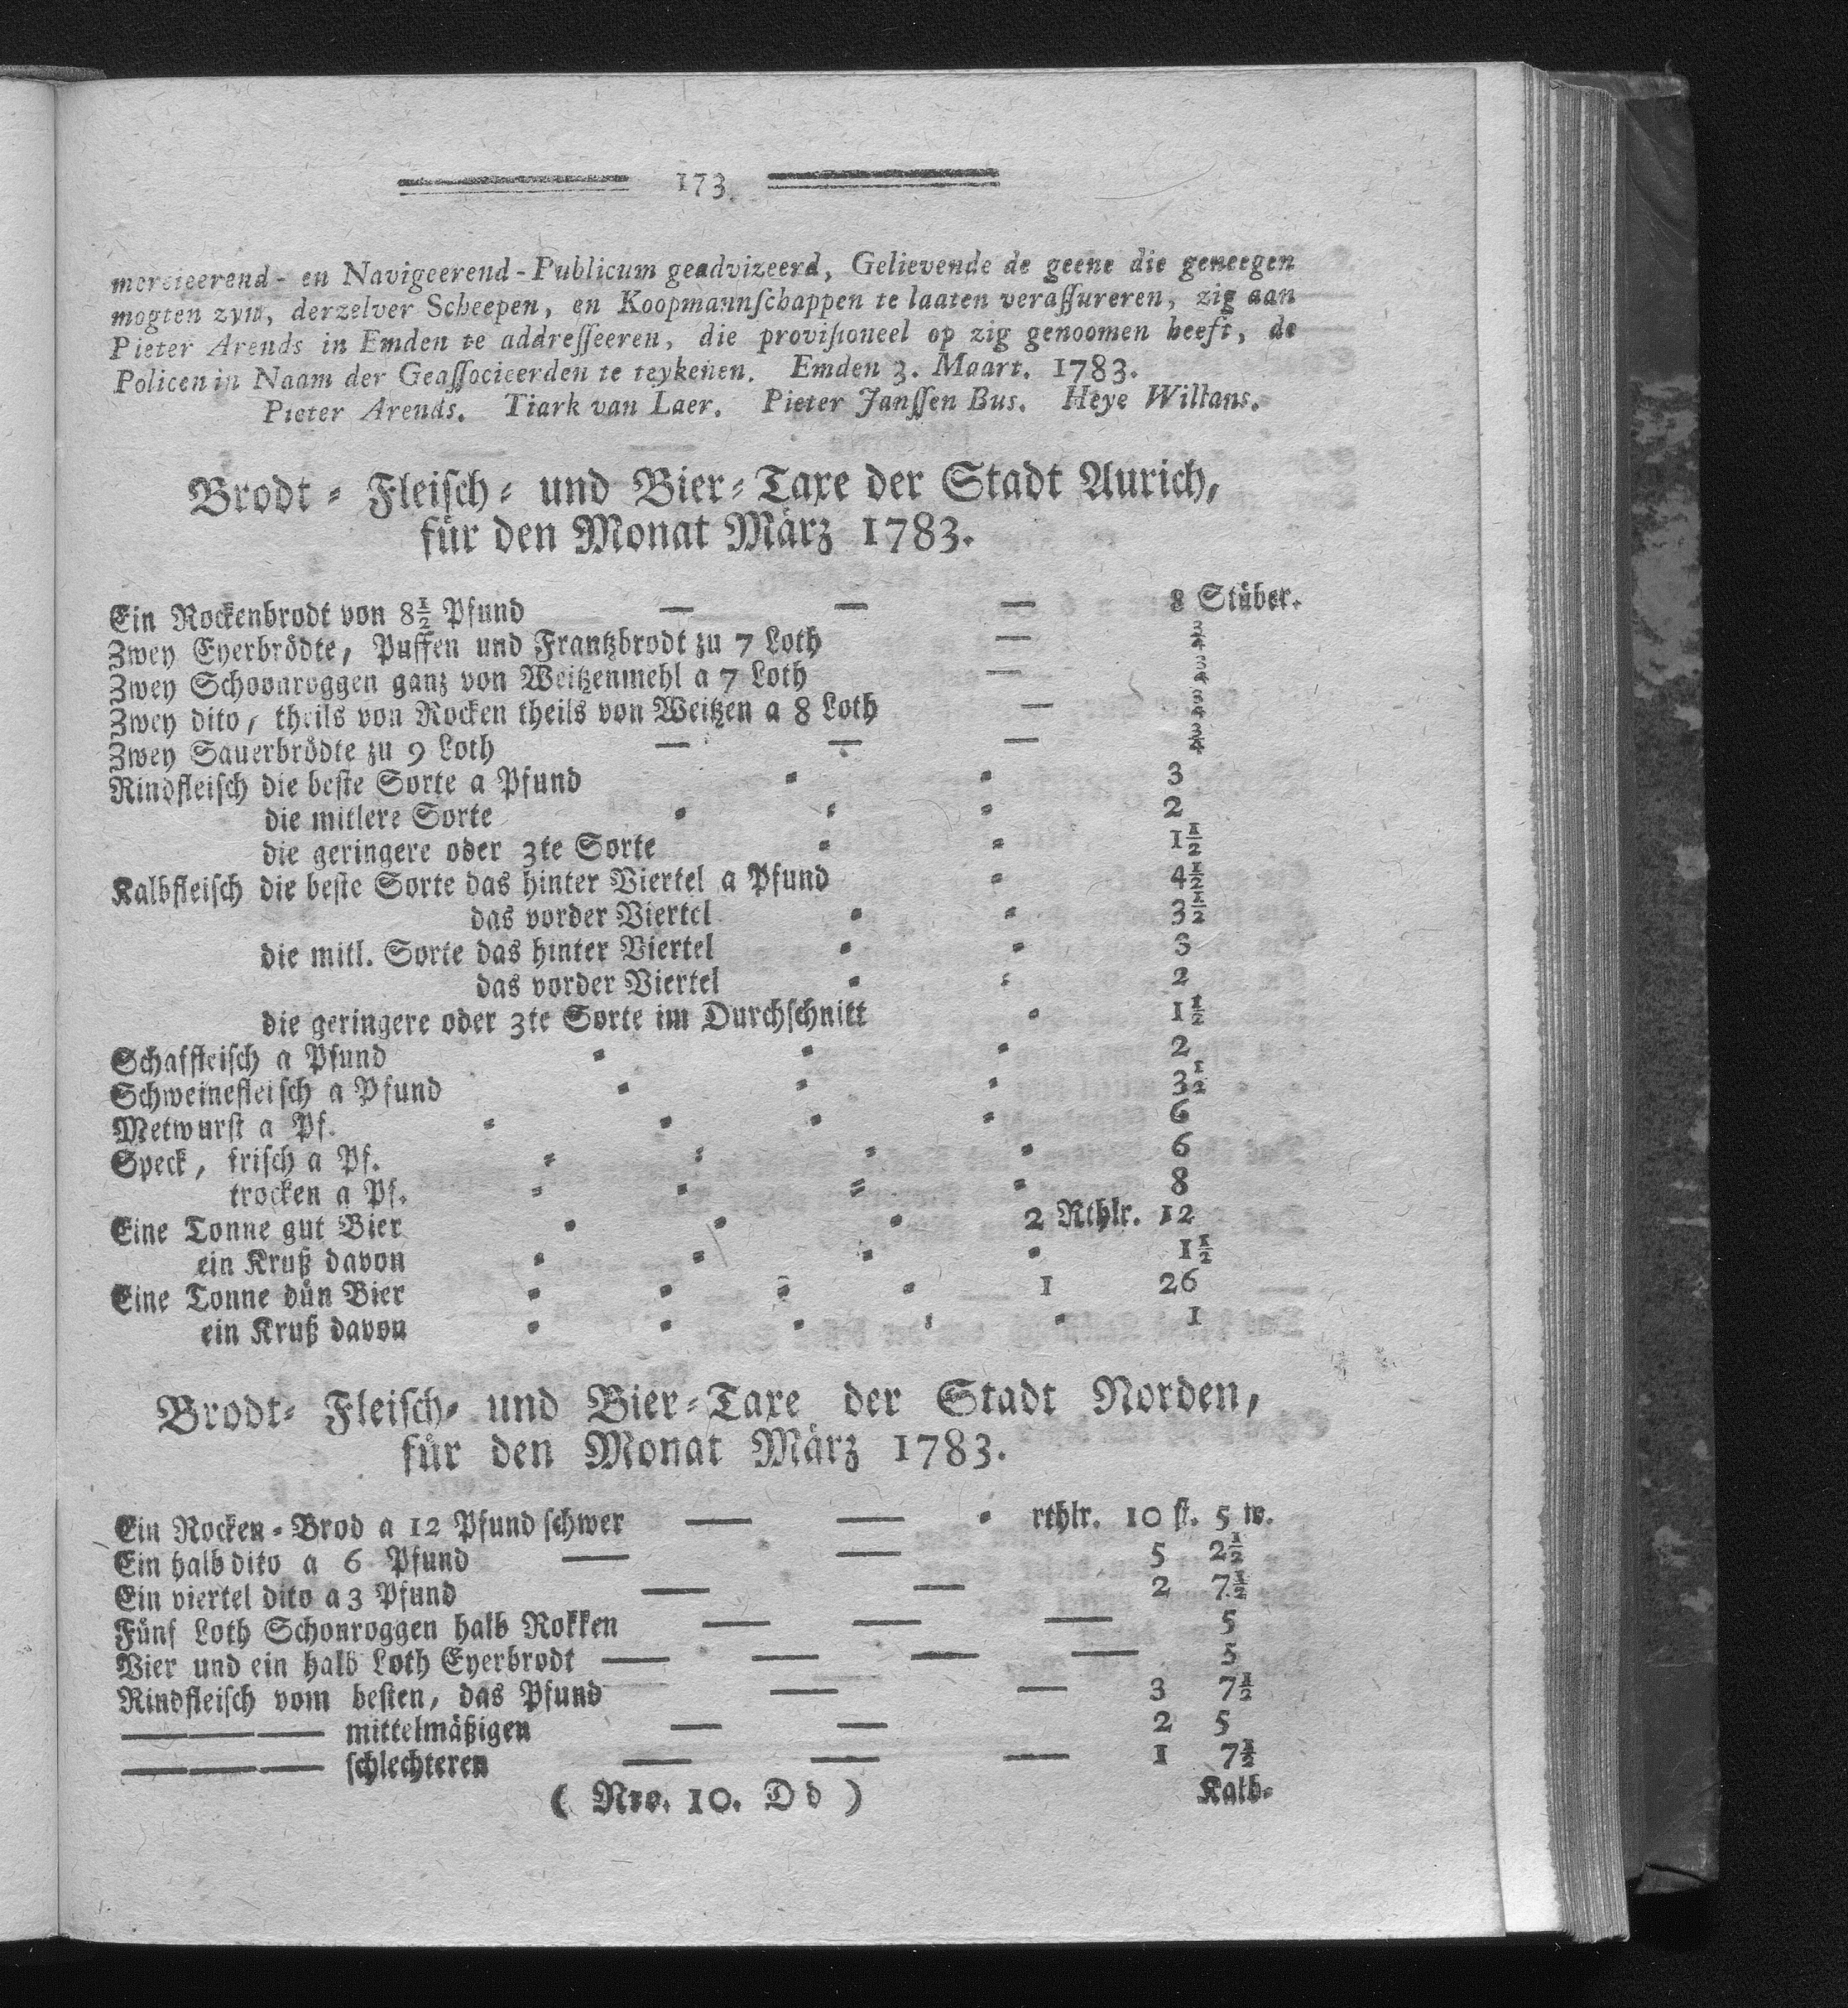 173.
mercieerend- en Navigeerend-Publicum geadvizeerd, Gelievende de geene die geneegen
mogten zyn, derzelver Scheepen, en Koopmannſchappen te laaten veraſſureren, zig aan
Pieter Arends in Emden te addreſſeeren, die proviſioneel op zig genoomen heeft, de
Policen in Naam der Geaſſocieerden te teykenen. Emden 3. Maart. 1783.
Pieter Arends. Tiark van Laer. Pieter Janſſen Bus. Heye Willans.
Brodt- Fleiſch- und Bier-Taxe der Stadt Aurich,
für den Monat März 1783.
Ein Rockenbrodt von 8½ Pfund — — — 8 Stüber.
Zwey Eyerbrödte, Puffen und Frantzbrodt zu 7 Loth — ¾
Zwey Schoonroggen ganz von Weitzenmehl a 7 Loth — ¾
Zwey dito, theils von Rocken theils von Weitzen a 8 Loth — ¾
Zwey Sauerbrödte zu 9 Loth — — — ¾
Rindfleiſch die beſte Sorte a Pfund = = 3
die mitlere Sorte = = = 2
die geringere oder 3te Sorte = = 1½
Kalbfleiſch die beſte Sorte das hinter Viertel a Pfund = 4½
das vorder Viertel = = 3½
die mitl. Sorte das hinter Viertel = = 3
das vorder Viertel = = 2
die geringere oder 3te Sorte im Durchſchnitt = 1½
Schaffleiſch a Pfund = = = 2
Schweinefleiſch a Pfund = = = 3½
Metwurſt a Pf. = = = = 6
Speck, friſch a Pf. = = = = 6
trocken a Pf. = = = = 8
Eine Tonne gut Bier = = = 2 Rthlr. 12
ein Kruß davon = = = = 1½
Eine Tonne dün Bier = = = = 1 26
ein Kruß davon = = = = = 1
Brodt- Fleiſch- und Bier-Taxe der Stadt Norden,
für den Monat März 1783.
Ein Rocken-Brod a 12 Pfund ſchwer — — = rthlr. 10 ſt. 5 w.
Ein halb dito a 6 Pfund — — 5 2½
Ein viertel dito a 3 Pfund — — 2 7½
Fünf Loth Schonroggen halb Rokken — — — 5
Vier und ein halb Loth Eyerbrodt — — — — 5
Rindfleiſch vom beſten, das Pfund — — 3 7½
——— mittelmäßigen — — 2 5
——— ſchlechteren — — — 1 7½
( Nro. 10. Dd ) Kalb-